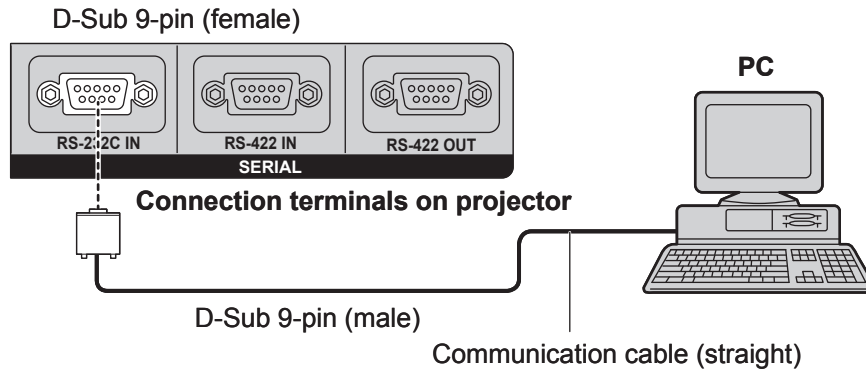 D-Sub 9-pin (female)
PC
RS-232C IN
RS-422 IN
RS-422 OUT
SERIAL
Connection terminals on projector
D-Sub 9-pin (male)
Communication cable (straight)